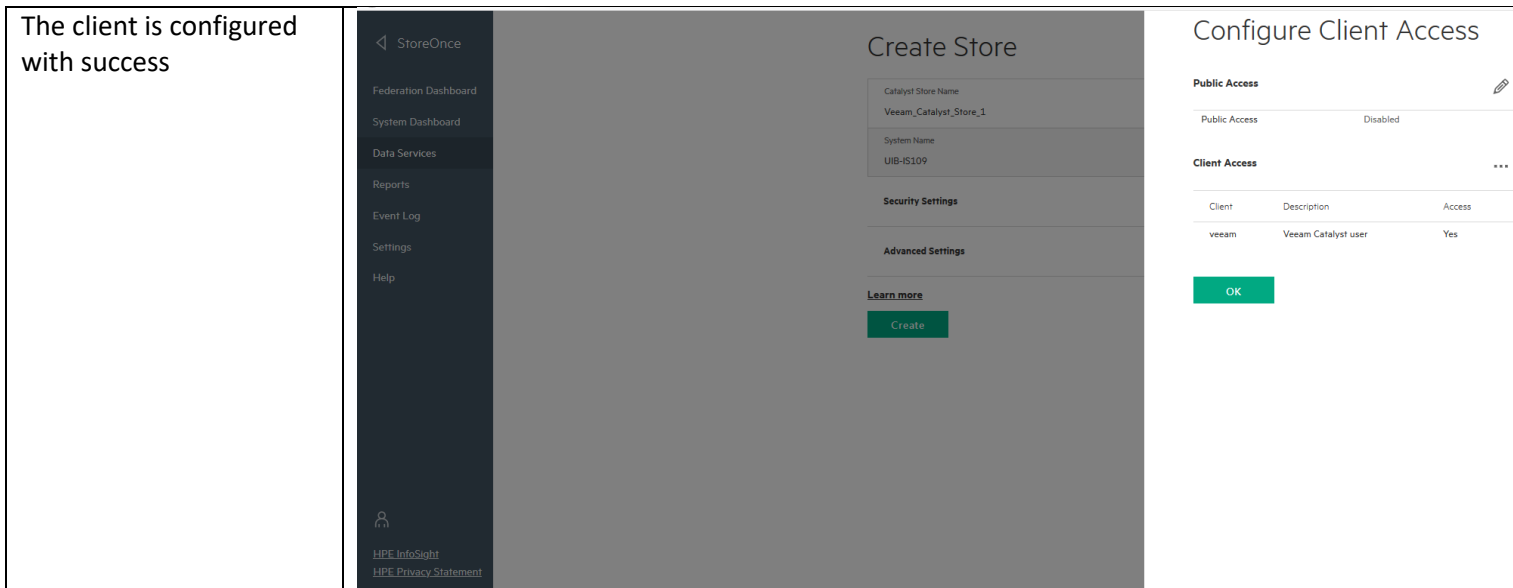 The client is configured
with success
StoreOnce
Federation Dashboard
System Dashboard
Data Services
Reports
Event Log
Settings
Help
HPE InfoSight
HPE Privacy Statement
Create Store
Catalyst Store Name
Veeam_Catalyst_Store_1
System Name
UIB-IS109
Security Settings
Advanced Settings
Learn more
Create
Configure Client Access
Public Access
Public Access Disabled
Client Access
...
Client Description Access
veeam Veeam Catalyst user Yes
OK